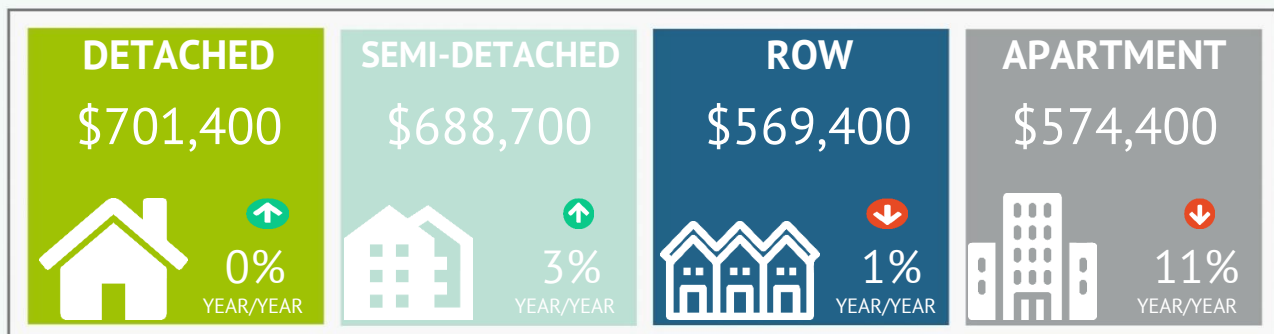 DETACHED
$701,400
0%
YEAR/YEAR
SEMI-DETACHED
$688,700
3%
YEAR/YEAR
ROW
$569,400
1%
YEAR/YEAR
APARTMENT
$574,400
11%
YEAR/YEAR